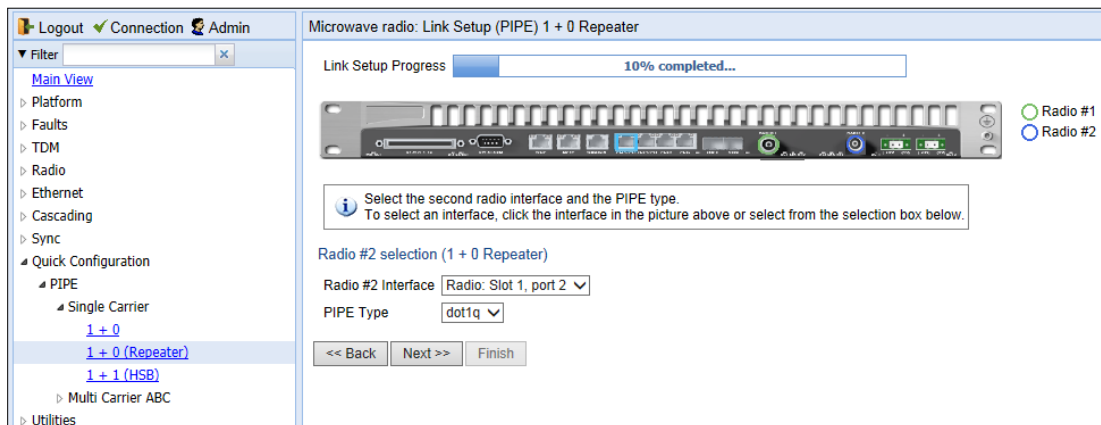 Logout Connection Admin
Filter
Main View
Platform
Faults
TDM
Radio
Ethernet
Cascading
Sync
Quick Configuration
PIPE
Single Carrier
1 + 0
1 + 0 (Repeater)
1 + 1 (HSB)
Multi Carrier ABC
Utilities
Microwave radio: Link Setup (PIPE) 1 + 0 Repeater
Link Setup Progress 10% completed...
Radio #1
Radio #2
Select the second radio interface and the PIPE type.
To select an interface, click the interface in the picture above or select from the selection box below.
Radio #2 selection (1 + 0 Repeater)
Radio #2 Interface Radio: Slot 1, port 2
PIPE Type dot1q
<< Back Next >> Finish